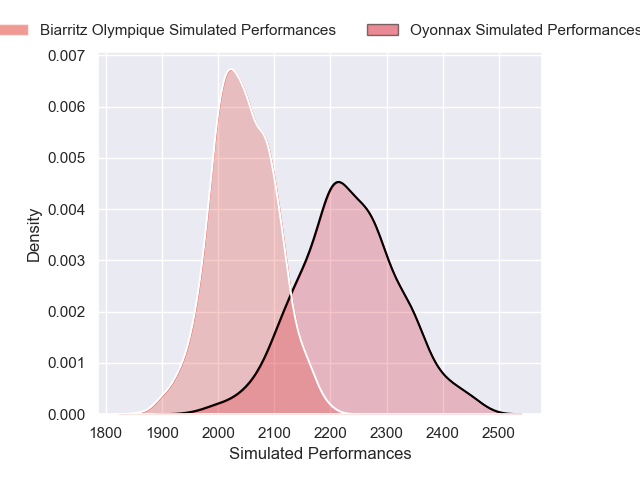 Biarritz Olympique Simulated Performances
Oyonnax Simulated Performances
0.007
0.006
0.005
0.004
0.003
0.002
0.001
0.000
Density
1800 1900 2000 2100 2200 2300 2400 2500
Simulated Performances